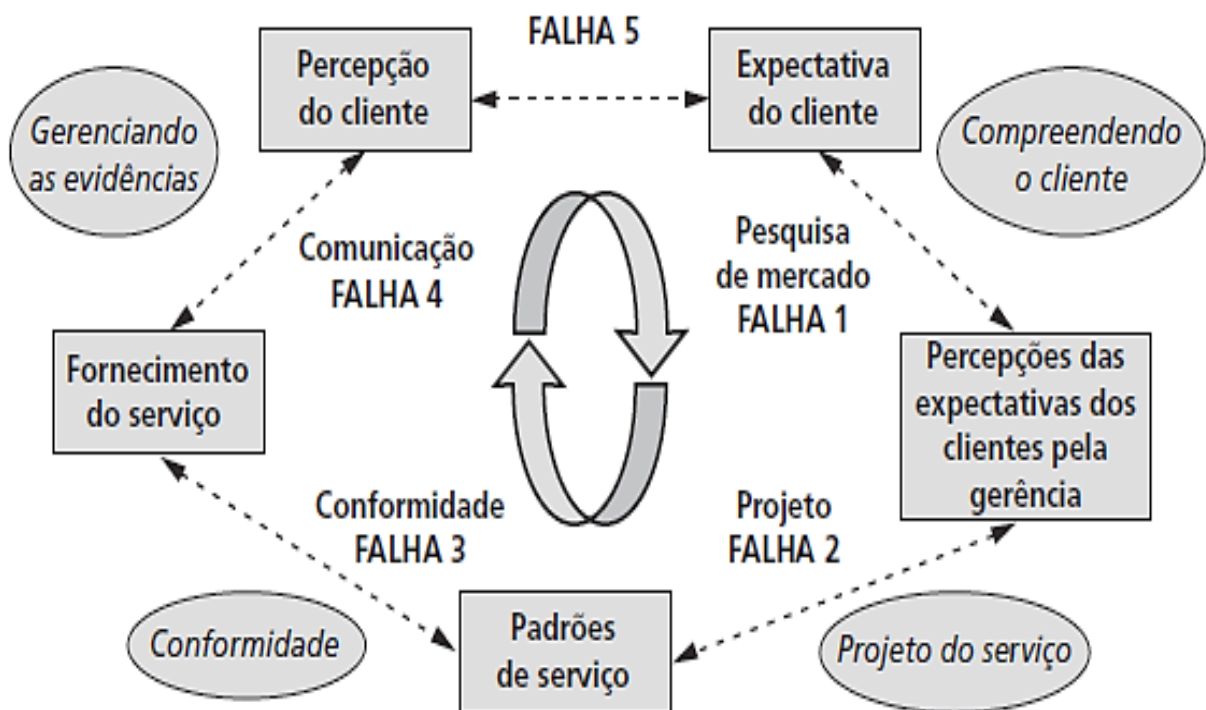 FALHA 5
Percepção
do cliente
Expectativa
do cliente
Gerenciando
as evidências
Compreendendo
o cliente
Comunicação
FALHA 4
Pesquisa
de mercado
FALHA 1
Fornecimento
do serviço
Percepções das
expectativas dos
clientes pela
gerência
Conformidade
FALHA 3
Projeto
FALHA 2
Conformidade
Padrões
de serviço
Projeto do serviço